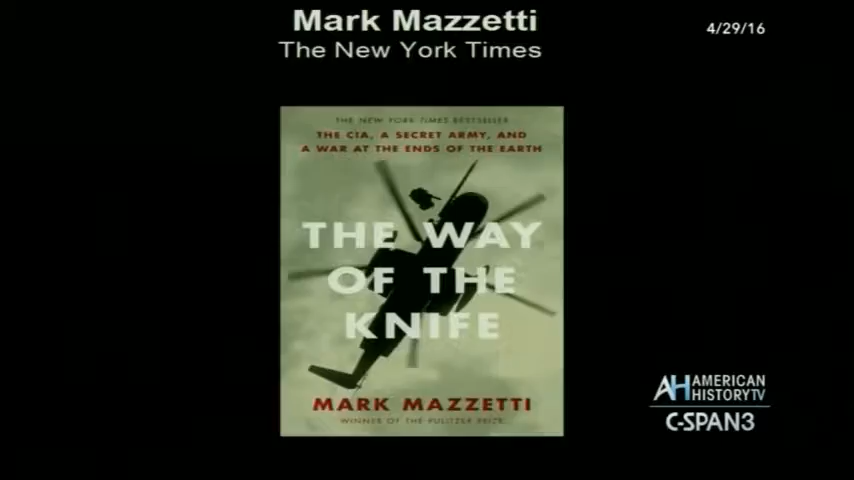 Mark Mazzetti
The New York Times
4/29/16
THE NEW YORK TIMES BESTSELLER
THE CIA, A SECRET ARMY, AND
A WAR AT THE ENDS OF THE EARTH
THE WAY
OF THE
KNIFE
MARK MAZZETTI
WINNER OF THE PULITZER PRIZE
AH AMERICAN
HISTORYTV
C-SPAN3